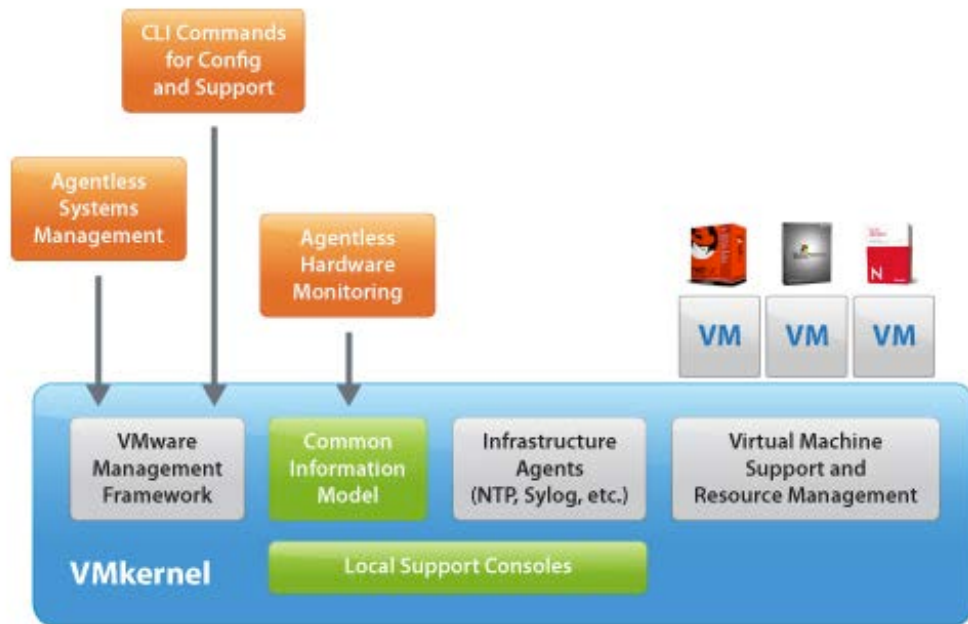 CLI Commands
for Config
and Support
Agentless
Systems
Management
Agentless
Hardware
Monitoring
N
VM
VM
VM
VMware
Management
Framework
Common
Information
Model
Infrastructure
Agents
(NTP, Sylog, etc.)
Virtual Machine
Support and
Resource Management
Local Support Consoles
VMkernel